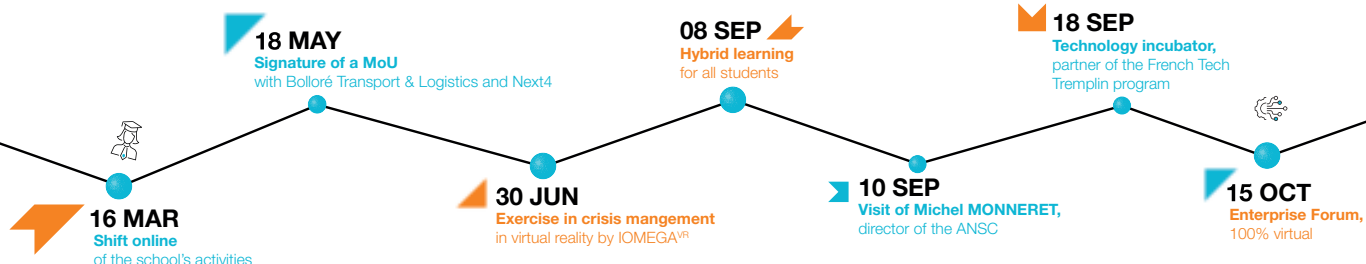 16 MAR
Shift online
of the school's activities
18 MAY
Signature of a MoU
with Bolloré Transport & Logistics and Next4
30 JUN
Exercise in crisis mangement
in virtual reality by IOMEGAVR
08 SEP
Hybrid learning
for all students
10 SEP
Visit of Michel MONNERET,
director of the ANSC
18 SEP
Technology incubator,
partner of the French Tech
Tremplin program
15 OCT
Enterprise Forum,
100% virtual